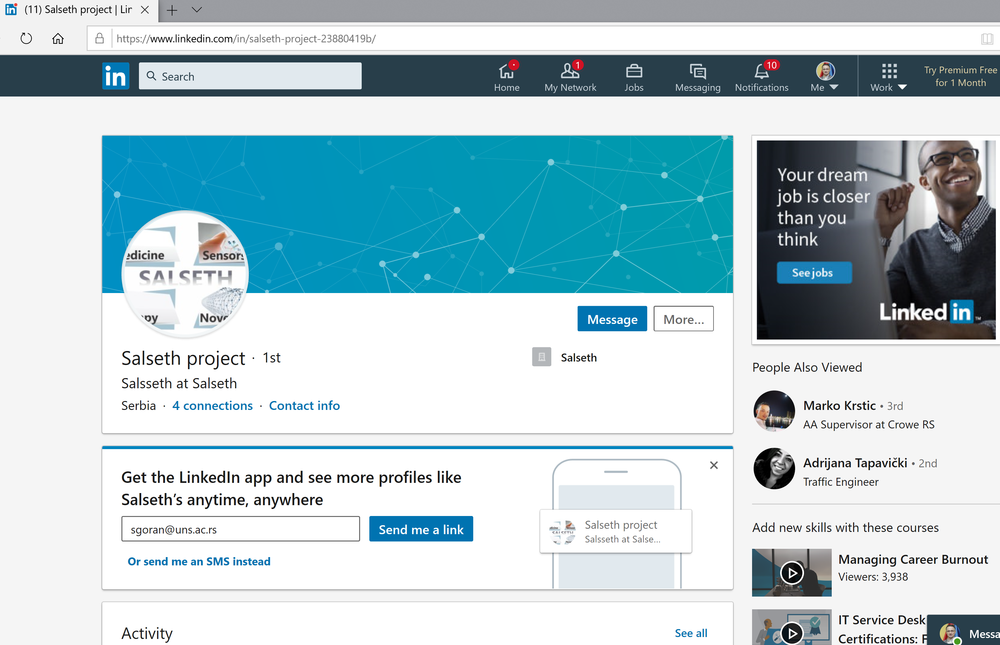 (11) Salseth project | Lir
https://www.linkedin.com/in/salseth-project-23880419b/
in
Search
Home
1
My Network
Jobs
Messaging
10
Notifications
Me
Work
Try Premium Free
for 1 Month
edicine
Sensors
SALSETH
py
Nove
Your dream
job is closer
than you
think
See jobs
Linked in TM
Message
More...
Salseth project · 1st
Salseth
Salsseth at Salseth
Serbia · 4 connections · Contact info
People Also Viewed
Marko Krstic • 3rd
AA Supervisor at Crowe RS
Adrijana Tapavički • 2nd
Traffic Engineer
Get the LinkedIn app and see more profiles like
Salseth’s anytime, anywhere
sgoran@uns.ac.rs
Send me a link
Or send me an SMS instead
edicine
Sensor
SALSETH
py
Nov
Salseth project
Salsseth at Salse...
Add new skills with these courses
Managing Career Burnout
Viewers: 3,938
IT Service Desk
Certifications: F
Messa
Activity
See all